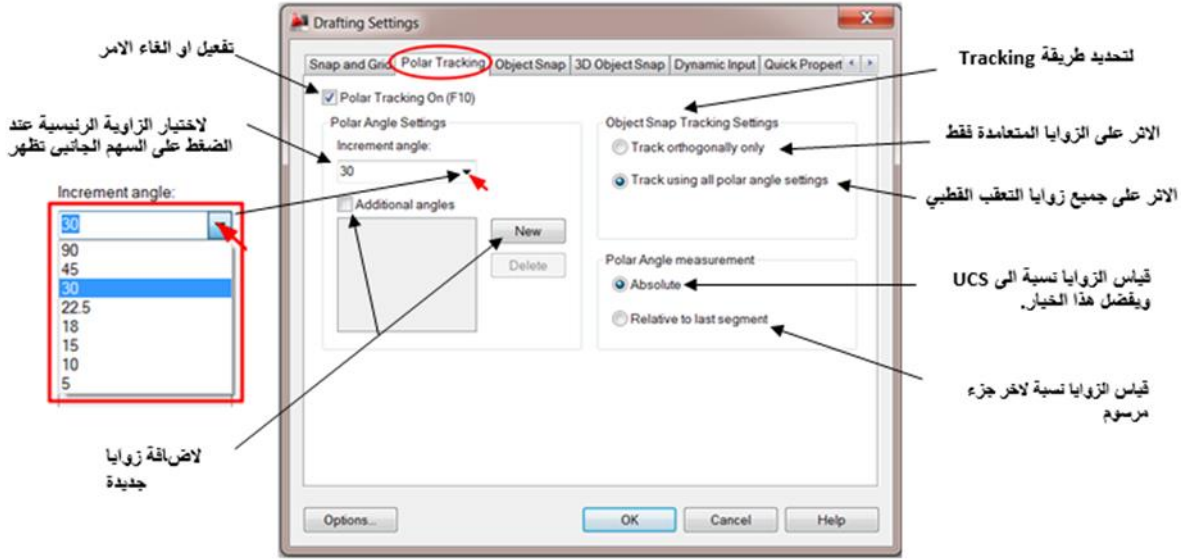 تفعيل او الغاء الامر
لاختيار الزاوية الرئيسية عند
الضغط على السهم الجانبي تظهر
Increment angle:
30
90
45
30
22.5
18
15
10
5
لاضافة زوايا
جديدة
Drafting Settings
Snap and Grid
Polar Tracking
Object Snap
3D Object Snap
Dynamic Input
Quick Propert
Polar Tracking On (F10)
Polar Angle Settings
Increment angle:
30
Additional angles
New
Delete
Object Snap Tracking Settings
Track orthogonally only
Track using all polar angle settings
Polar Angle measurement
Absolute
Relative to last segment
Options...
OK
Cancel
Help
لتحديد طريقة Tracking
الاثر على الزوايا المتعامدة فقط
الاثر على جميع زوايا التعقب القطبي
قياس الزوايا نسبة الى UCS
ويفضل هذا الخيار.
قياس الزوايا نسبة لاخر جزء
مرسوم